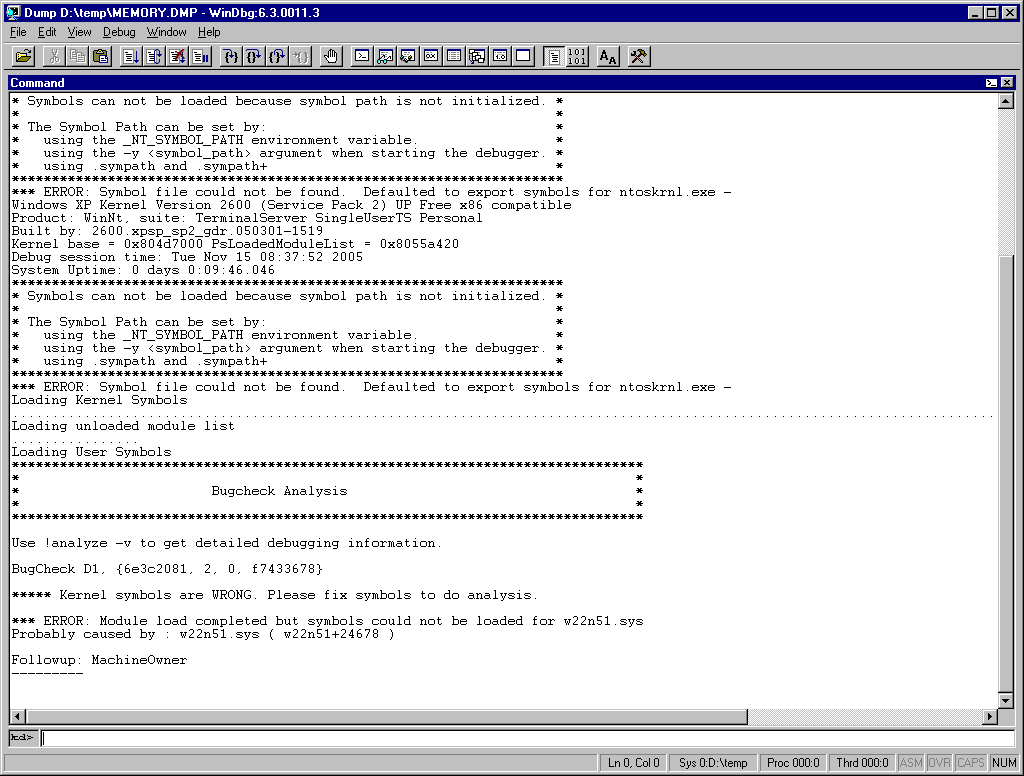 Dump D:\temp\MEMORY.DMP - WinDbg:6.3.0011.3
File Edit View Debug Window Help
Command
* Symbols can not be loaded because symbol path is not initialized. *
* *
* The Symbol Path can be set by: *
* using the _NT_SYMBOL_PATH environment variable. *
* using the -y <symbol_path> argument when starting the debugger. *
* using .sympath and .sympath+ *
*********************************************************************
*** ERROR: Symbol file could not be found. Defaulted to export symbols for ntoskrnl.exe -
Windows XP Kernel Version 2600 (Service Pack 2) UP Free x86 compatible
Product: WinNt, suite: TerminalServer SingleUserTS Personal
Built by: 2600.xpsp_sp2_gdr.050301-1519
Kernel base = 0x804d7000 PsLoadedModuleList = 0x8055a420
Debug session time: Tue Nov 15 08:37:52 2005
System Uptime: 0 days 0:09:46.046
*********************************************************************
* Symbols can not be loaded because symbol path is not initialized. *
* *
* The Symbol Path can be set by: *
* using the _NT_SYMBOL_PATH environment variable. *
* using the -y <symbol_path> argument when starting the debugger. *
* using .sympath and .sympath+ *
*********************************************************************
*** ERROR: Symbol file could not be found. Defaulted to export symbols for ntoskrnl.exe -
Loading Kernel Symbols
...........................................................................................................................
Loading unloaded module list
................
Loading User Symbols
*******************************************************************************
* *
* Bugcheck Analysis *
* *
*******************************************************************************
Use !analyze -v to get detailed debugging information.
BugCheck D1, {6e3c2081, 2, 0, f7433678}
***** Kernel symbols are WRONG. Please fix symbols to do analysis.
*** ERROR: Module load completed but symbols could not be loaded for w22n51.sys
Probably caused by : w22n51.sys ( w22n51+24678 )
Followup: MachineOwner
---------
kd>
Ln 0, Col 0 Sys 0:D:\temp Proc 000:0 Thrd 000:0 ASM OVR CAPS NUM